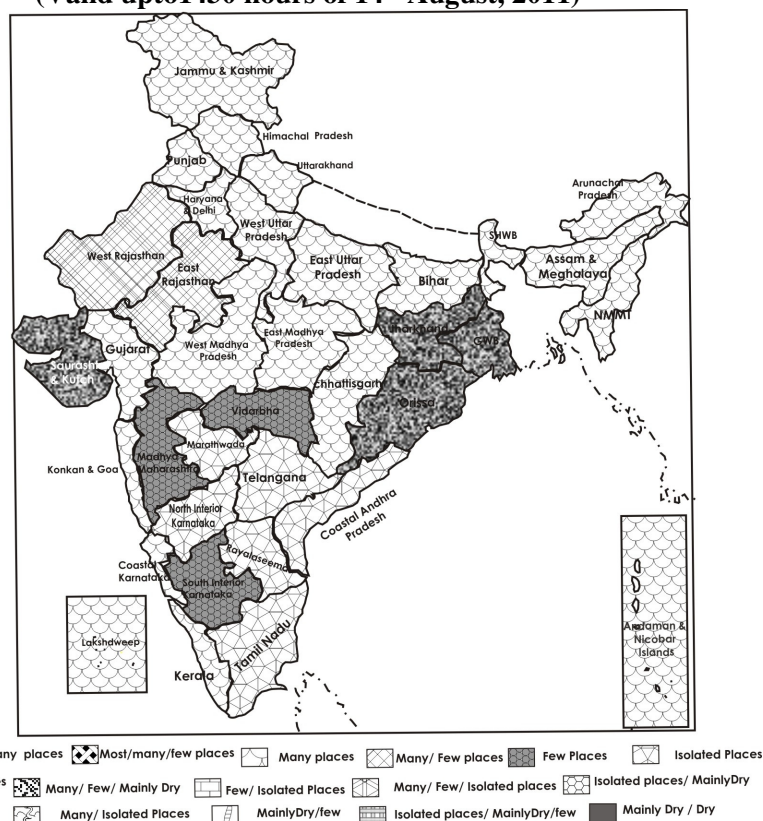 (Valid upto1430 hours of 14th August, 2011)
Jammu & Kashmir
Himachal Pradesh
Punjab
Uttarakhand
Arunachal
Pradesh
Haryana
& Delhi
West Uttar
Pradesh
SHWB
West Rajasthan
East
Rajasthan
East Uttar
Pradesh
Bihar
Assam &
Meghalaya
NMMT
Jharkhand
GWB
Gujarat
West Madhya
Pradesh
East Madhya
Pradesh
Saurasht
& Kutch
chhattisgarh
Orissa
Vidarbha
Marathwada
Konkan & Goa
Madhya
Maharashtra
Telangana
North Interior
Karnataka
Coastal Andhra
Pradesh
Rayalaseema
Coastal
Karnataka
South Interior
Karnataka
Lakshdweep
Andaman &
Nicobar
Islands
Tamil Nadu
Kerala
any places Most/many/few places Many places Many/ Few places Few Places Isolated Places
es Many/ Few/ Mainly Dry Few/ Isolated Places Many/ Few/ Isolated places Isolated places/ MainlyDry
Many/ Isolated Places MainlyDry/few Isolated places/ MainlyDry/few Mainly Dry / Dry